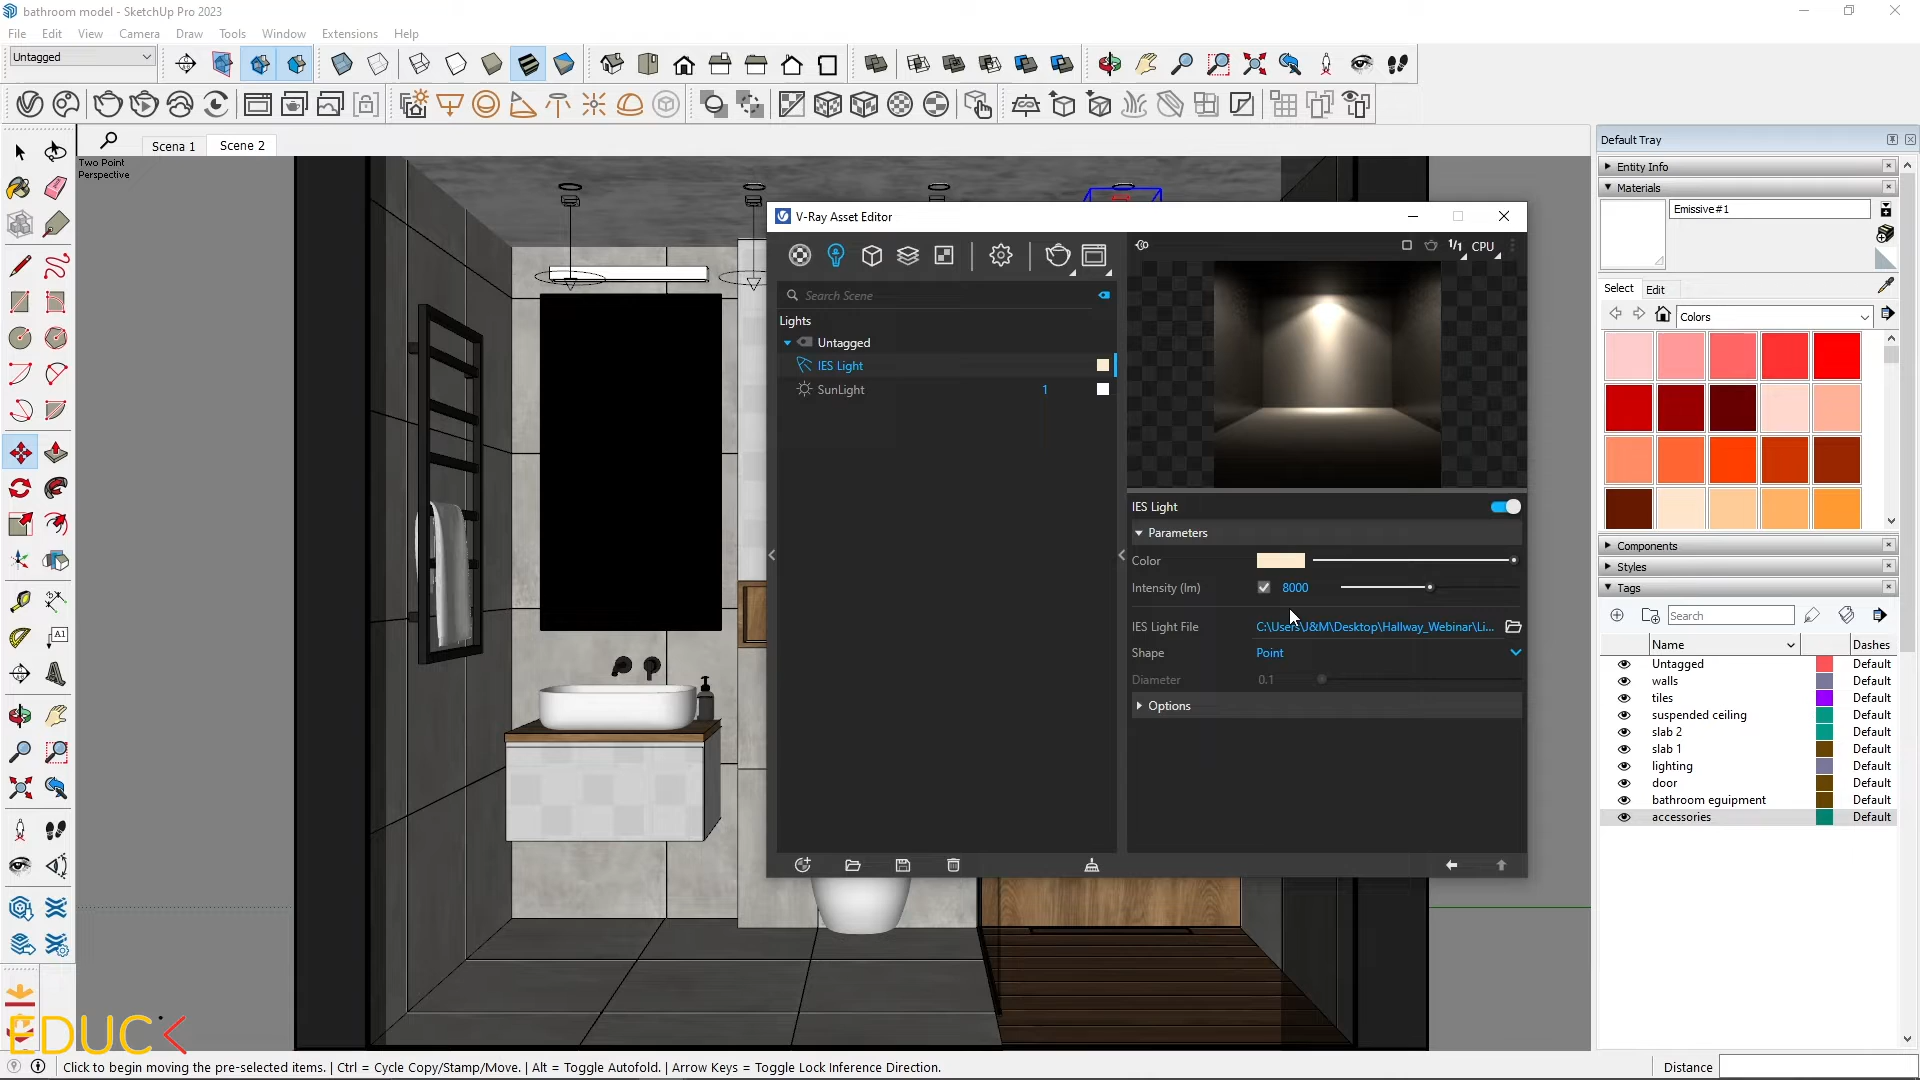 bathroom model - SketchUp Pro 2023
File Edit View Camera Draw Tools Window Extensions Help
Untagged
Scena 1 Scene 2
Two Point
Perspective
V-Ray Asset Editor
1/1 CPU
Search Scene
Lights
Untagged
IES Light
SunLight 1
IES Light
Parameters
Color
Intensity (lm) 8000
IES Light File C:\Users\J&M\Desktop\Hallway_Webinar\Li...
Shape Point
Diameter 0.1
Options
Default Tray
Entity Info
Materials
Emissive#1
Select Edit
Colors
Components
Styles
Tags
Search
Name Dashes
Untagged Default
walls Default
tiles Default
suspended ceiling Default
slab 2 Default
slab 1 Default
lighting Default
door Default
bathroom equipment Default
accessories Default
A1
EDUC
Click to begin moving the pre-selected items. | Ctrl = Cycle Copy/Stamp/Move. | Alt = Toggle Autofold. | Arrow Keys = Toggle Lock Inference Direction.
Distance